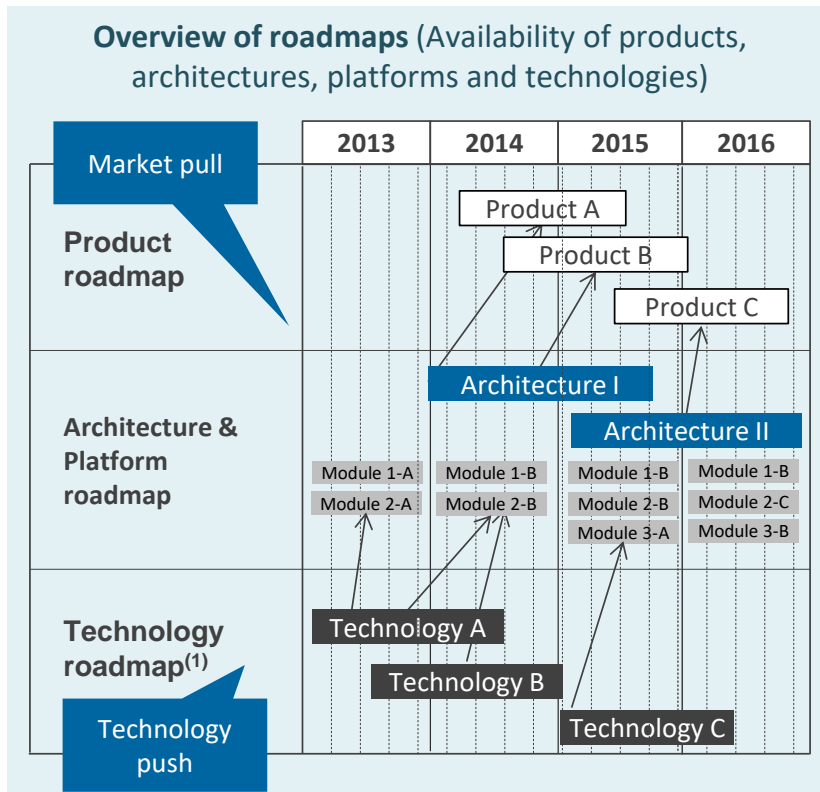 Overview of roadmaps (Availability of products,
architectures, platforms and technologies)
2013 2014 2015 2016
Market pull
Product
roadmap
Product A
Product B
Product C
Architecture &
Platform
roadmap
Architecture I
Architecture II
Module 1-A Module 1-B Module 1-B Module 1-B
Module 2-A Module 2-B Module 2-B Module 2-C
Module 3-A Module 3-B
Technology
roadmap(1)
Technology A
Technology B
Technology C
Technology
push